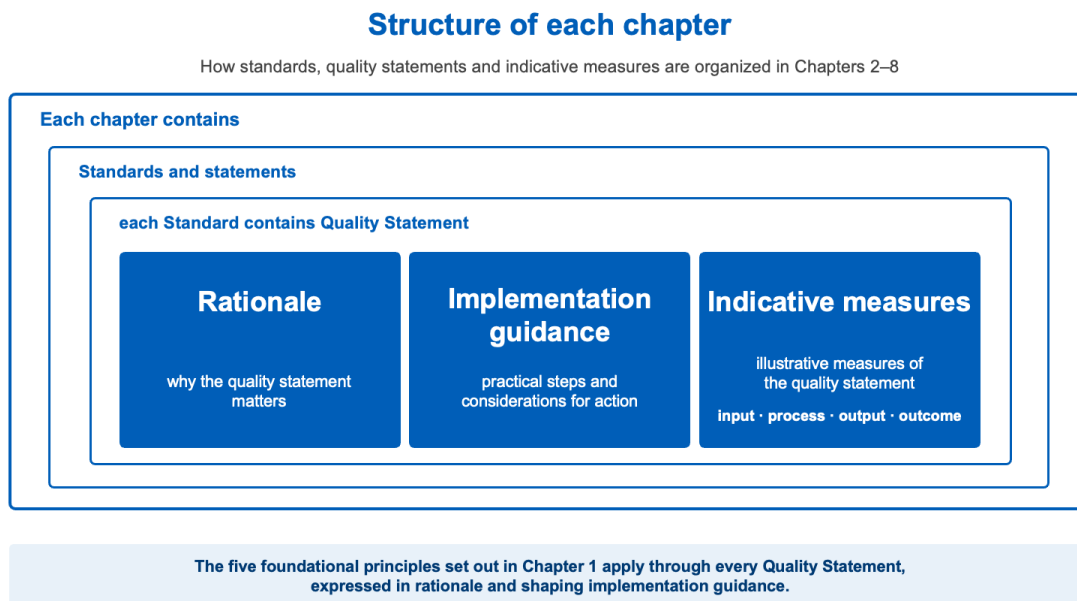 Structure of each chapter
How standards, quality statements and indicative measures are organized in Chapters 2–8
Each chapter contains
Standards and statements
each Standard contains Quality Statement
Rationale
why the quality statement
matters
Implementation
guidance
practical steps and
considerations for action
Indicative measures
illustrative measures of
the quality statement
input · process · output · outcome
The five foundational principles set out in Chapter 1 apply through every Quality Statement,
expressed in rationale and shaping implementation guidance.